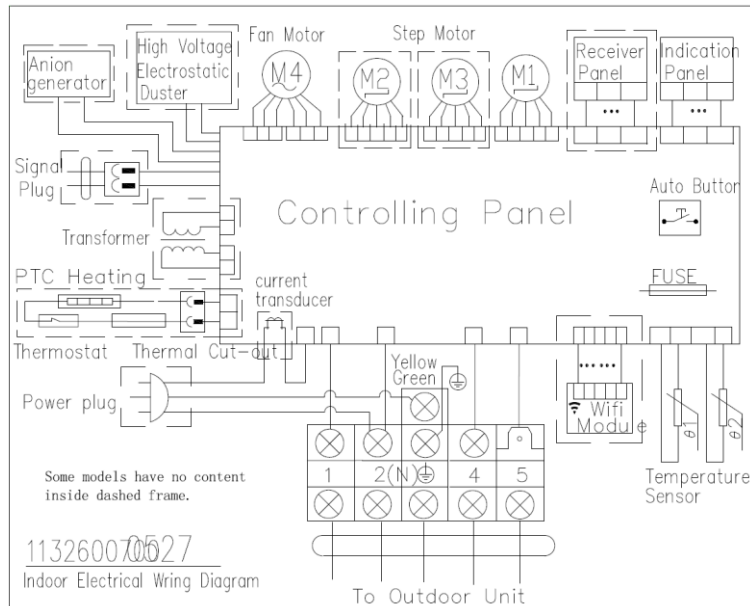 Fan Motor
Step Motor
Anion
generator
High Voltage
Electrostatic
Duster
M4
M2
M3
M1
Receiver
Panel
Indication
Panel
Signal
Plug
Transformer
Controlling Panel
Auto Button
FUSE
PTC Heating
current
transducer
Thermostat
Thermal Cut-out
Yellow
Green
Power plug
Wifi
Module
θ1
θ2
Temperature
Sensor
1
2(N)
4
5
Some models have no content
inside dashed frame.
0527
Indoor Electrical Wring Diagram
To Outdoor Unit